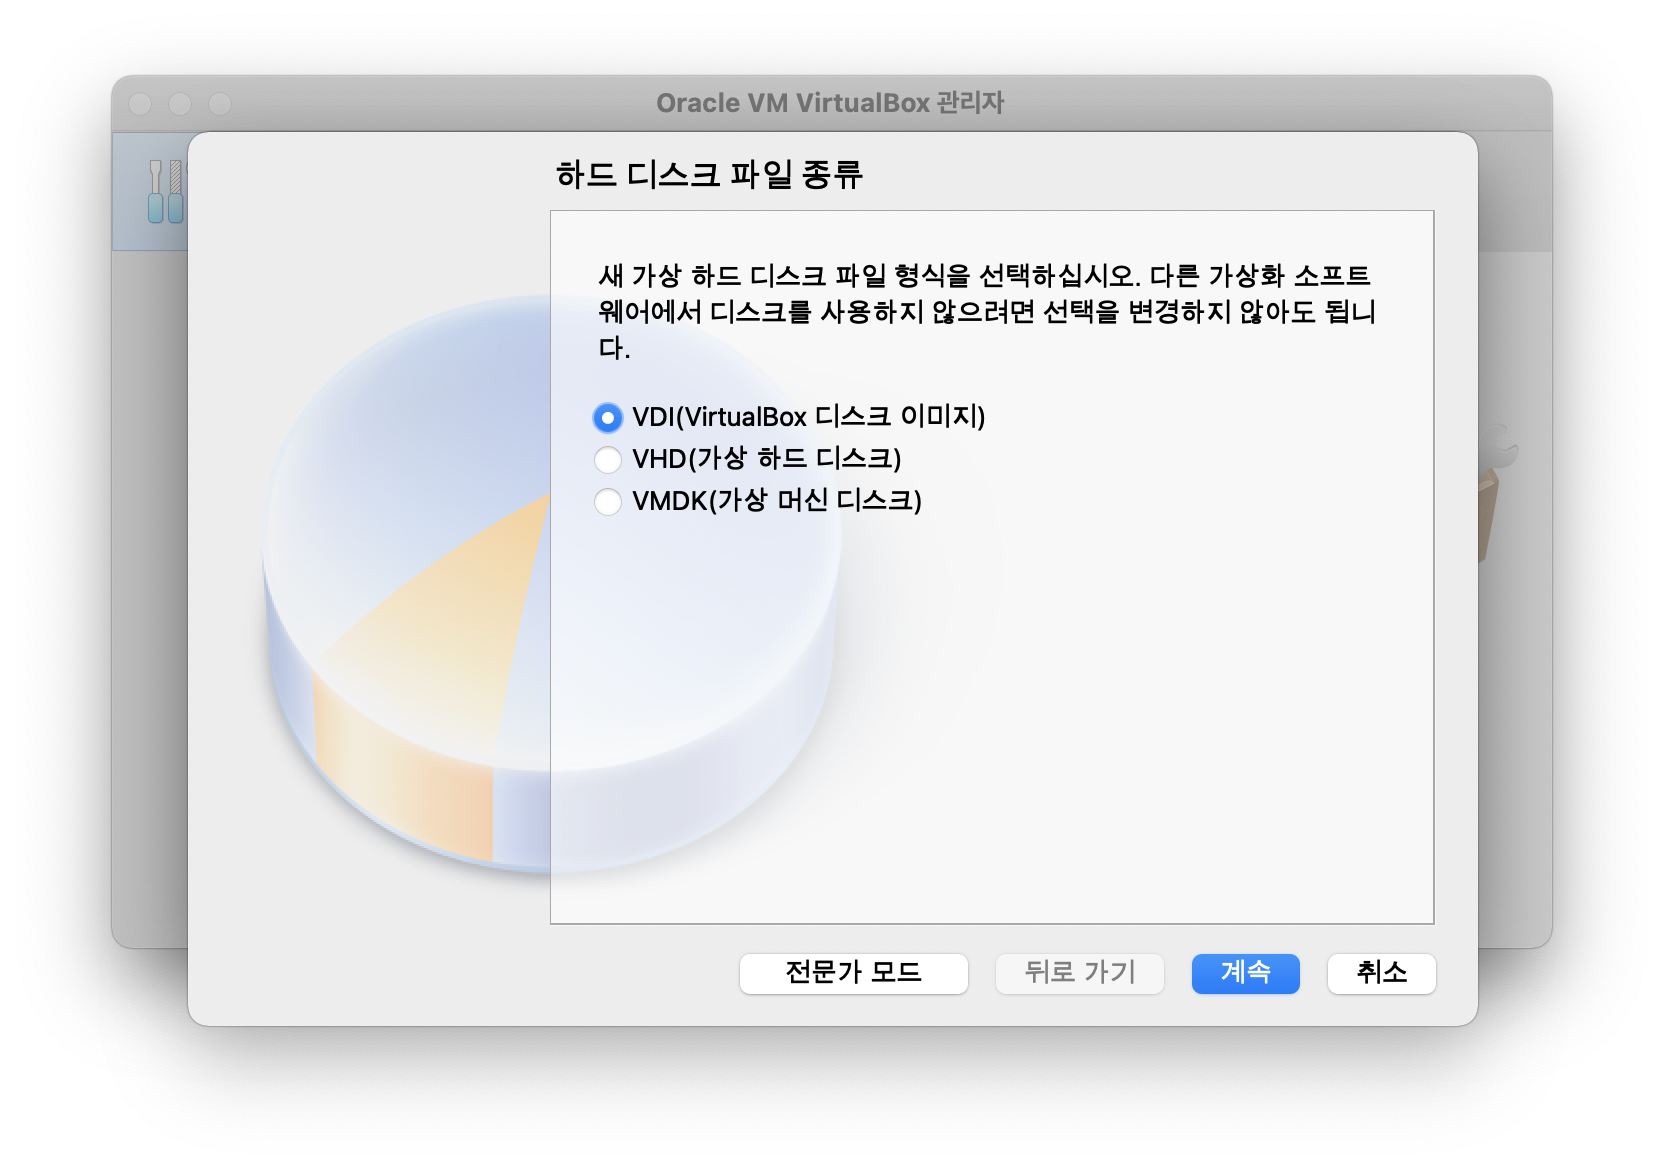 Oracle VM VirtualBox 관리자
하드 디스크 파일 종류
새 가상 하드 디스크 파일 형식을 선택하십시오. 다른 가상화 소프트
웨어에서 디스크를 사용하지 않으려면 선택을 변경하지 않아도 됩니
다.
VDI(VirtualBox 디스크 이미지)
VHD(가상 하드 디스크)
VMDK(가상 머신 디스크)
전문가 모드 뒤로 가기 계속 취소